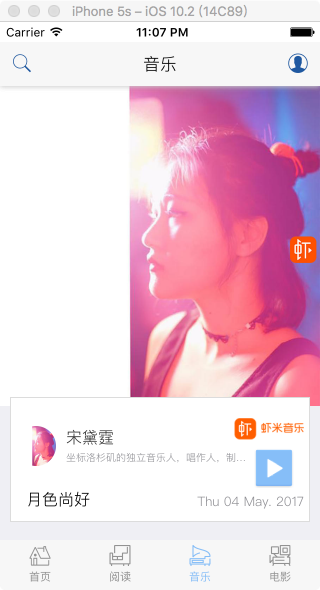 iPhone 5s – iOS 10.2 (14C89)
Carrier 11:07 PM
音乐
虾
虾 虾米音乐
宋黛霆
坐标洛杉矶的独立音乐人，唱作人，制...
月色尚好
Thu 04 May. 2017
首页 阅读 音乐 电影